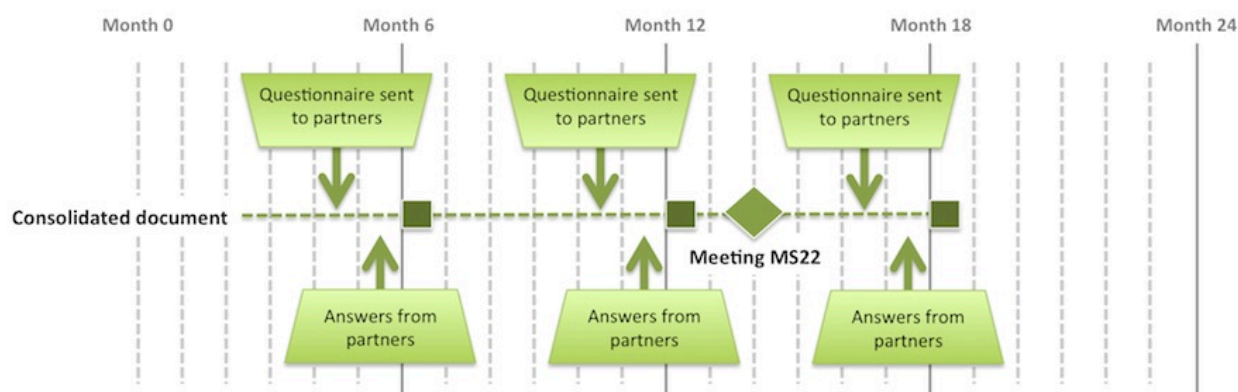 Month 0
Month 6
Month 12
Month 18
Month 24
Questionnaire sent
to partners
Questionnaire sent
to partners
Questionnaire sent
to partners
Consolidated document
Meeting MS22
Answers from
partners
Answers from
partners
Answers from
partners